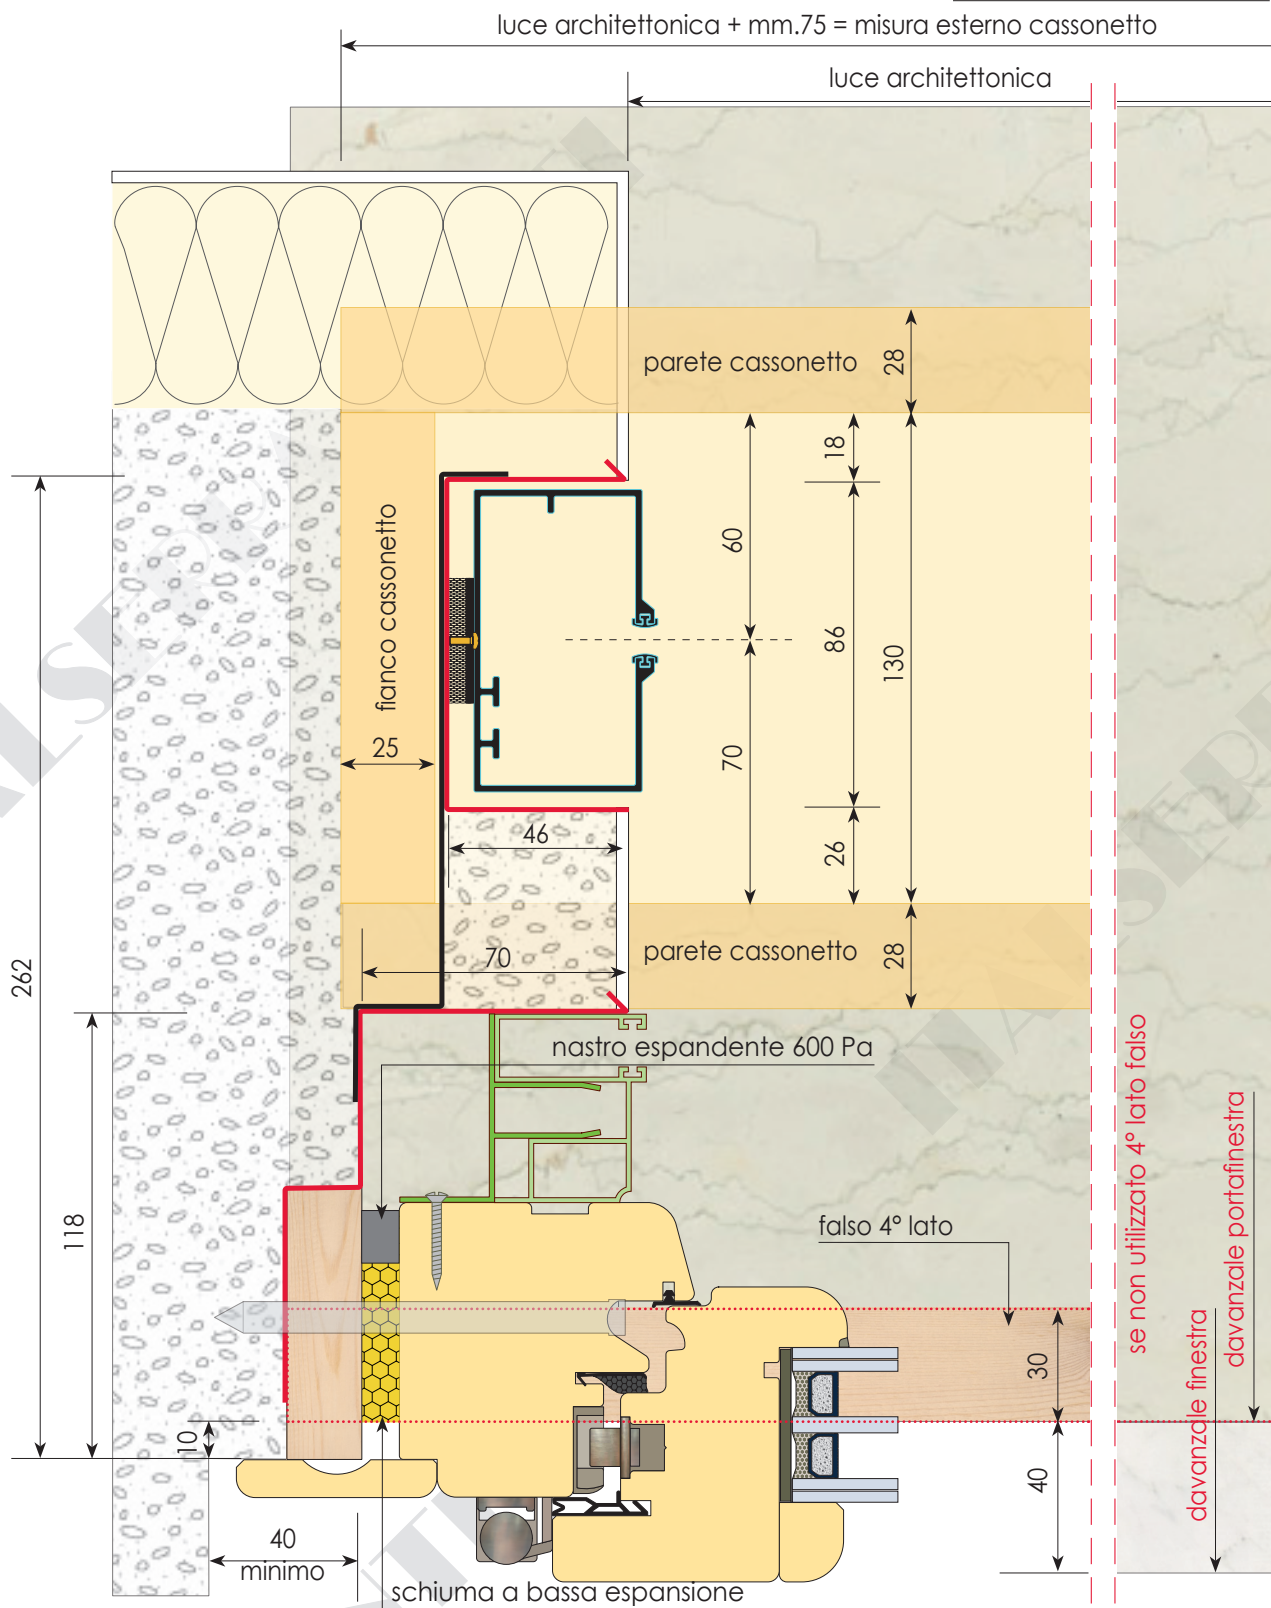 luce architettonica + mm.75 = misura esterno cassonetto
luce architettonica
parete cassonetto
28
18
fianco cassonetto
60
86
130
25
70
46
26
262
70
parete cassonetto
28
nastro espandente 600 Pa
118
falso 4° lato
se non utilizzato 4° lato falso
davanzale portafinestra
davanzale finestra
30
10
40
40
minimo
schiuma a bassa espansione